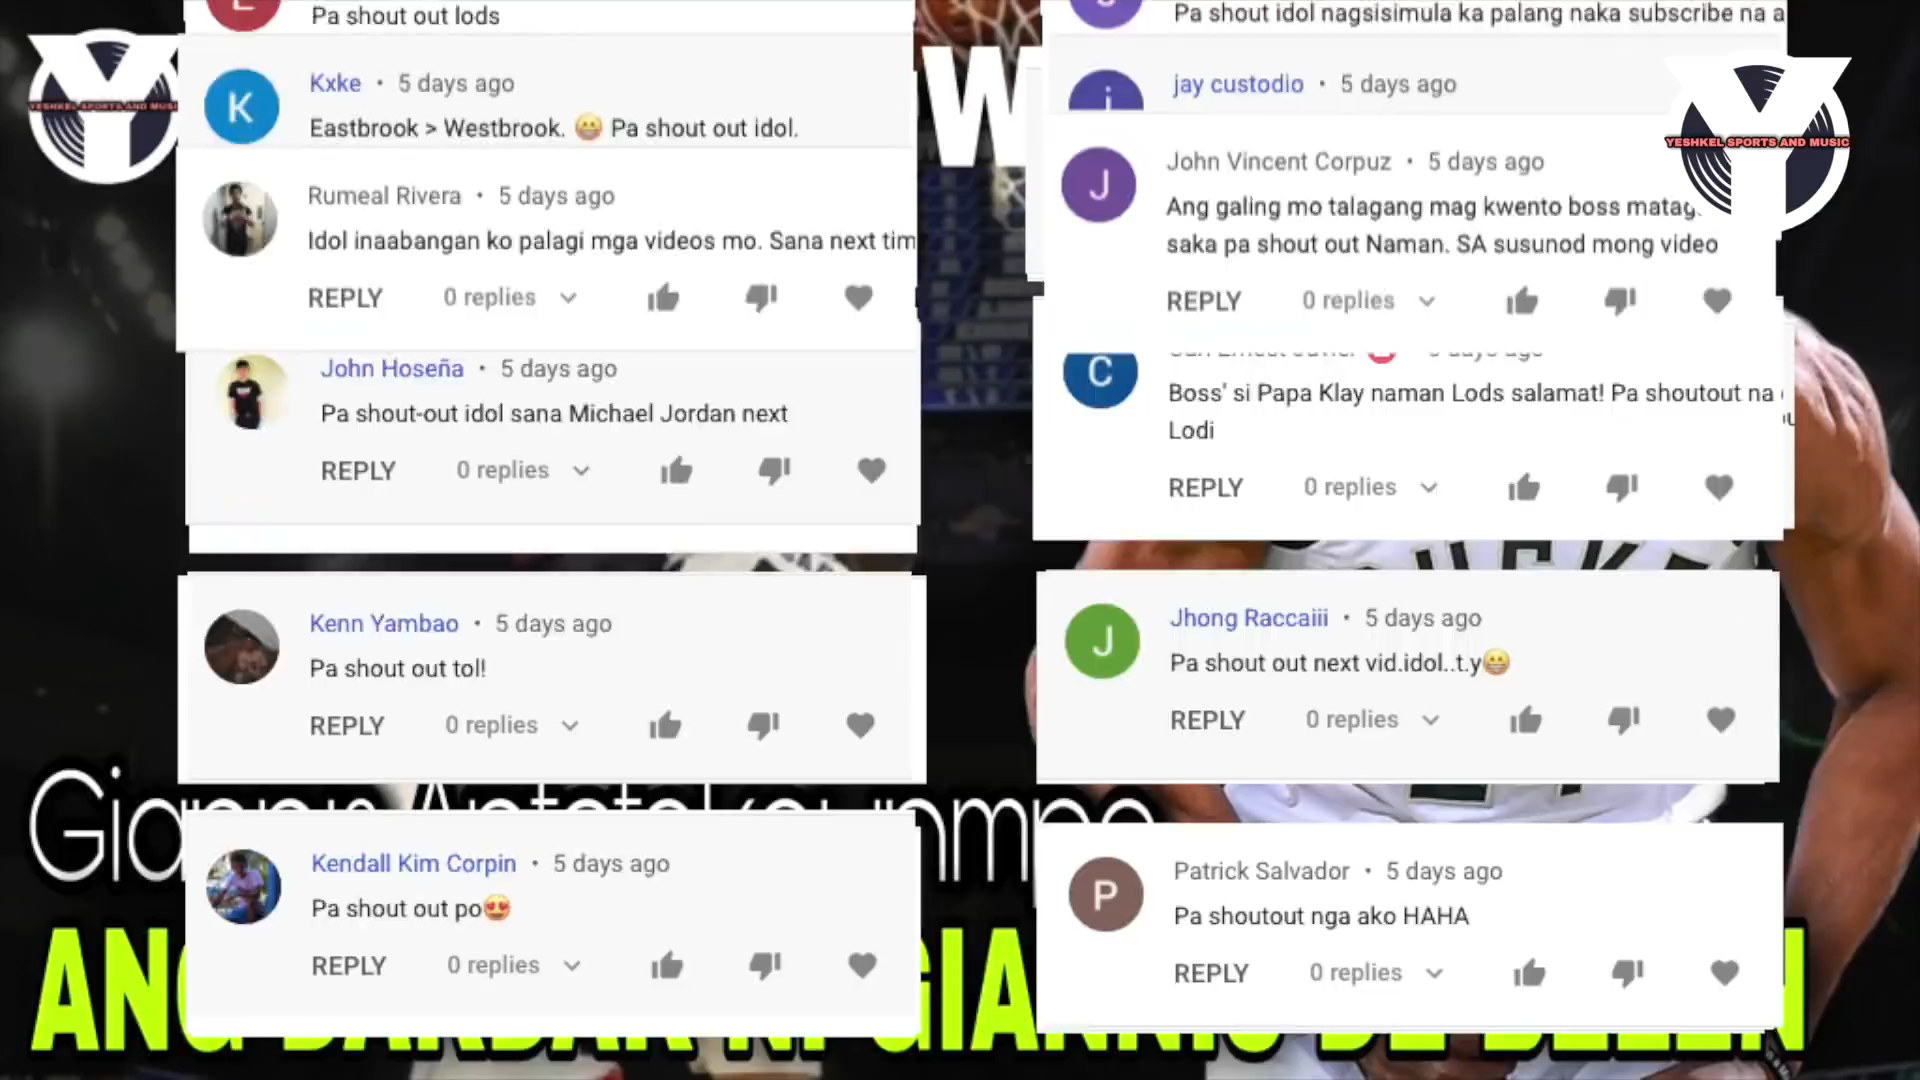 Pa shout out lods
Kxke • 5 days ago
Eastbrook > Westbrook. 😁 Pa shout out idol.
Rumeal Rivera • 5 days ago
Idol inaabangan ko palagi mga videos mo. Sana next tim
REPLY 0 replies
John Hoseña • 5 days ago
Pa shout-out idol sana Michael Jordan next
REPLY 0 replies
Kenn Yambao • 5 days ago
Pa shout out tol!
REPLY 0 replies
Kendall Kim Corpin • 5 days ago
Pa shout out po😍
REPLY 0 replies
Pa shout idol nagsisimula ka palang naka subscribe na a
jay custodio • 5 days ago
John Vincent Corpuz • 5 days ago
Ang galing mo talagang mag kwento boss
saka pa shout out Naman. SA susunod mong video
REPLY 0 replies
Boss' si Papa Klay naman Lods salamat! Pa shoutout na
Lodi
REPLY 0 replies
Jhong Raccaiii • 5 days ago
Pa shout out next vid.idol..t.y😁
REPLY 0 replies
Patrick Salvador • 5 days ago
Pa shoutout nga ako HAHA
REPLY 0 replies
YESHKEL SPORTS AND MUSIC
YESHKEL SPORTS AND MUSIC
W
K
J
C
J
P